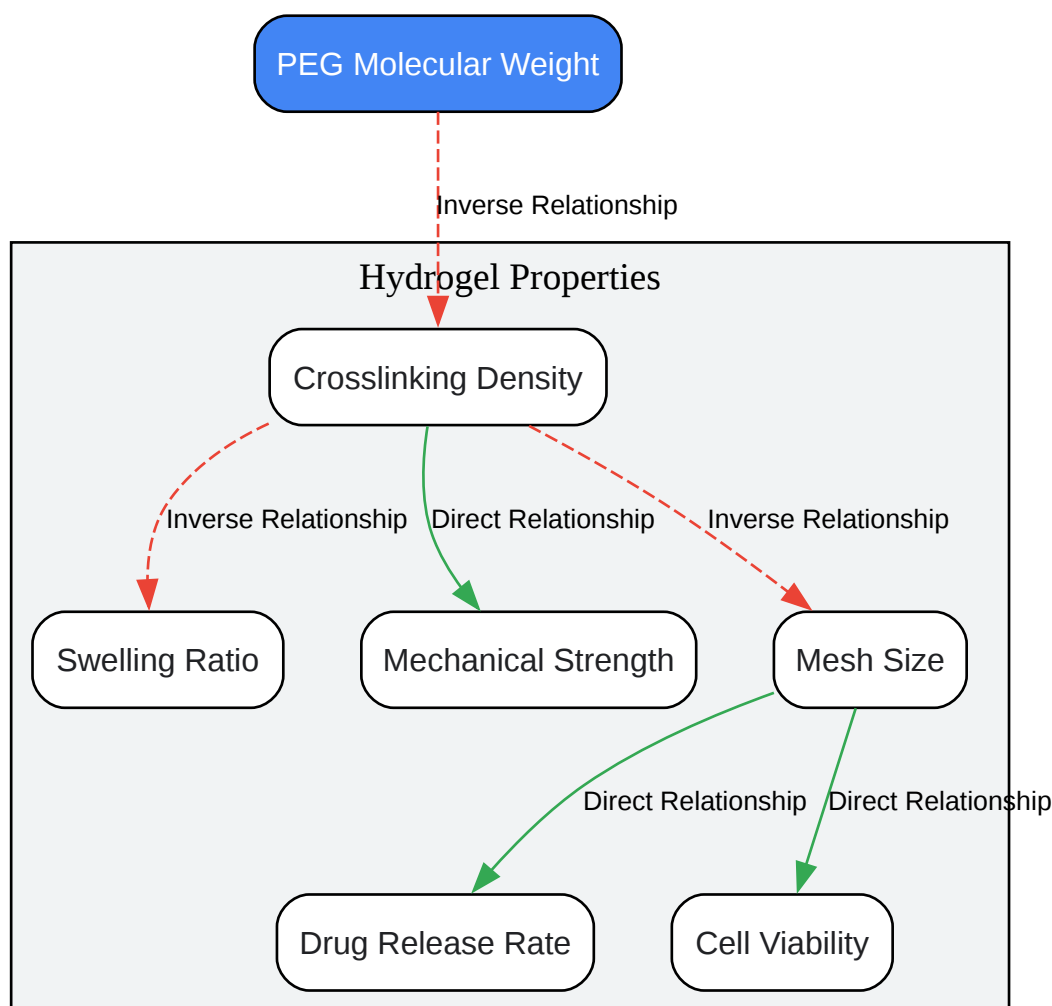 PEG Molecular Weight
Inverse Relationship
Hydrogel Properties
Crosslinking Density
Inverse Relationship
Direct Relationship
Inverse Relationship
Swelling Ratio
Mechanical Strength
Mesh Size
Direct Relationship
Direct Relationship
Drug Release Rate
Cell Viability